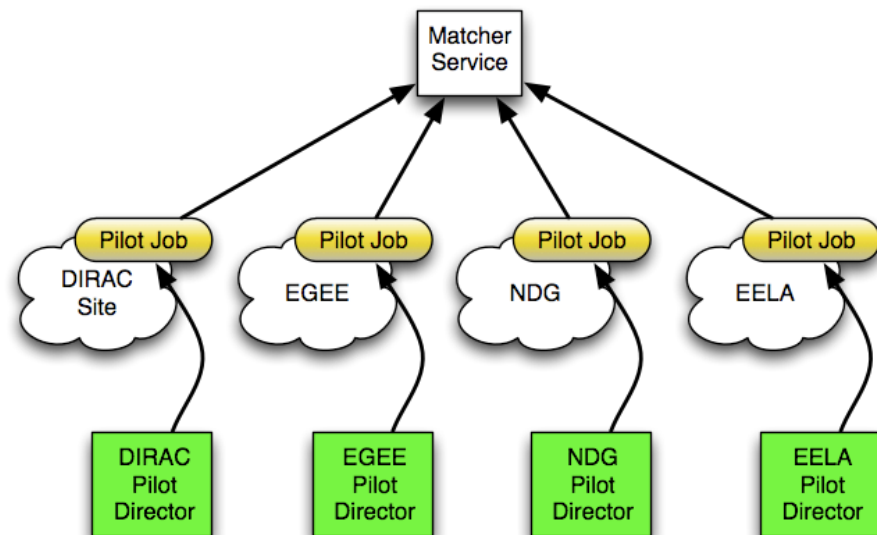 Matcher
Service
Pilot Job
Pilot Job
Pilot Job
Pilot Job
DIRAC
Site
EGEE
NDG
EELA
DIRAC
Pilot
Director
EGEE
Pilot
Director
NDG
Pilot
Director
EELA
Pilot
Director